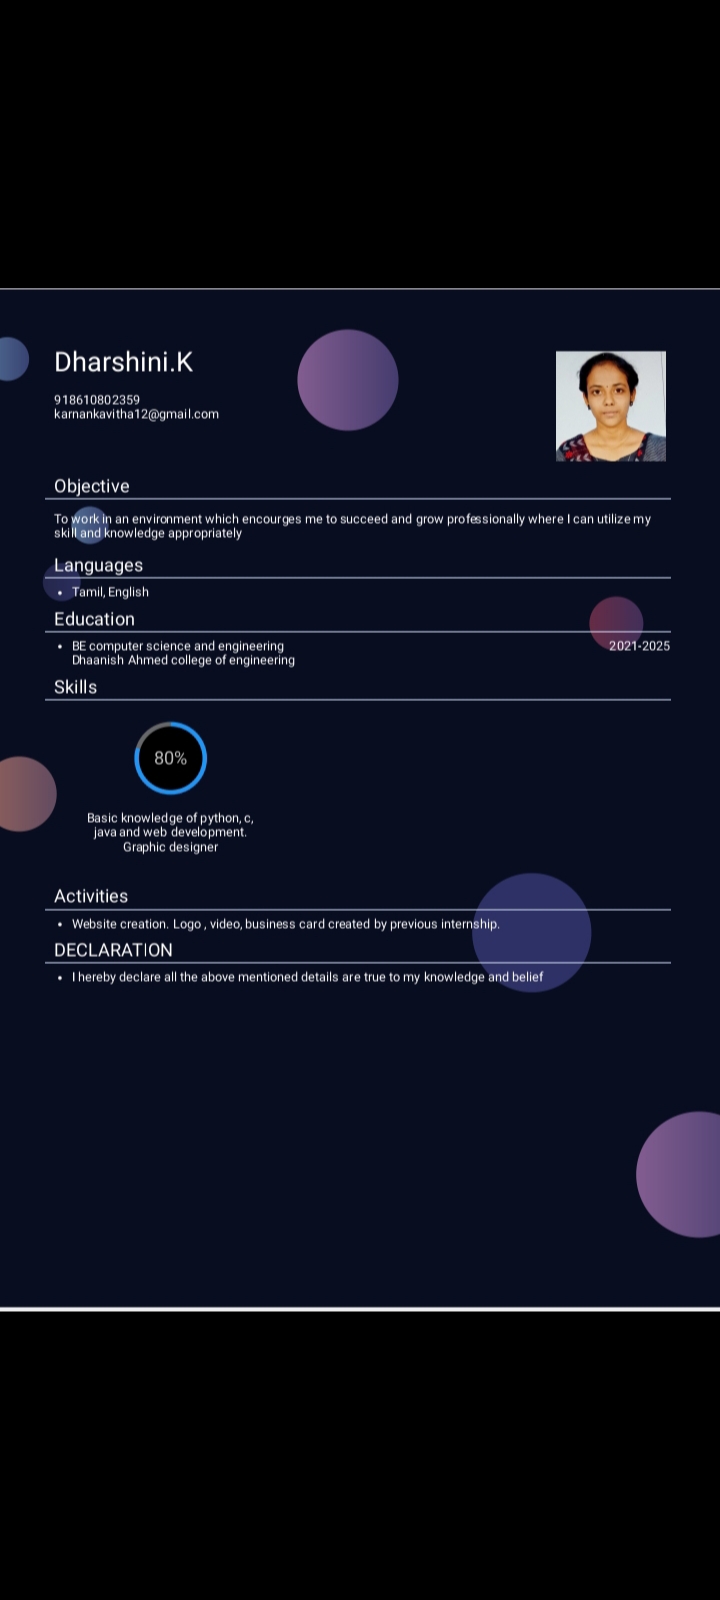 Dharshini.K
918610802359
karnankavitha12@gmail.com
Objective
To work in an environment which encourges me to succeed and grow professionally where I can utilize my
skill and knowledge appropriately
Languages
• Tamil, English
Education
• BE computer science and engineering
2021-2025
Dhaanish Ahmed college of engineering
Skills
80%
Basic knowledge of python, c,
java and web development.
Graphic designer
Activities
• Website creation. Logo , video, business card created by previous internship.
DECLARATION
• I hereby declare all the above mentioned details are true to my knowledge and belief